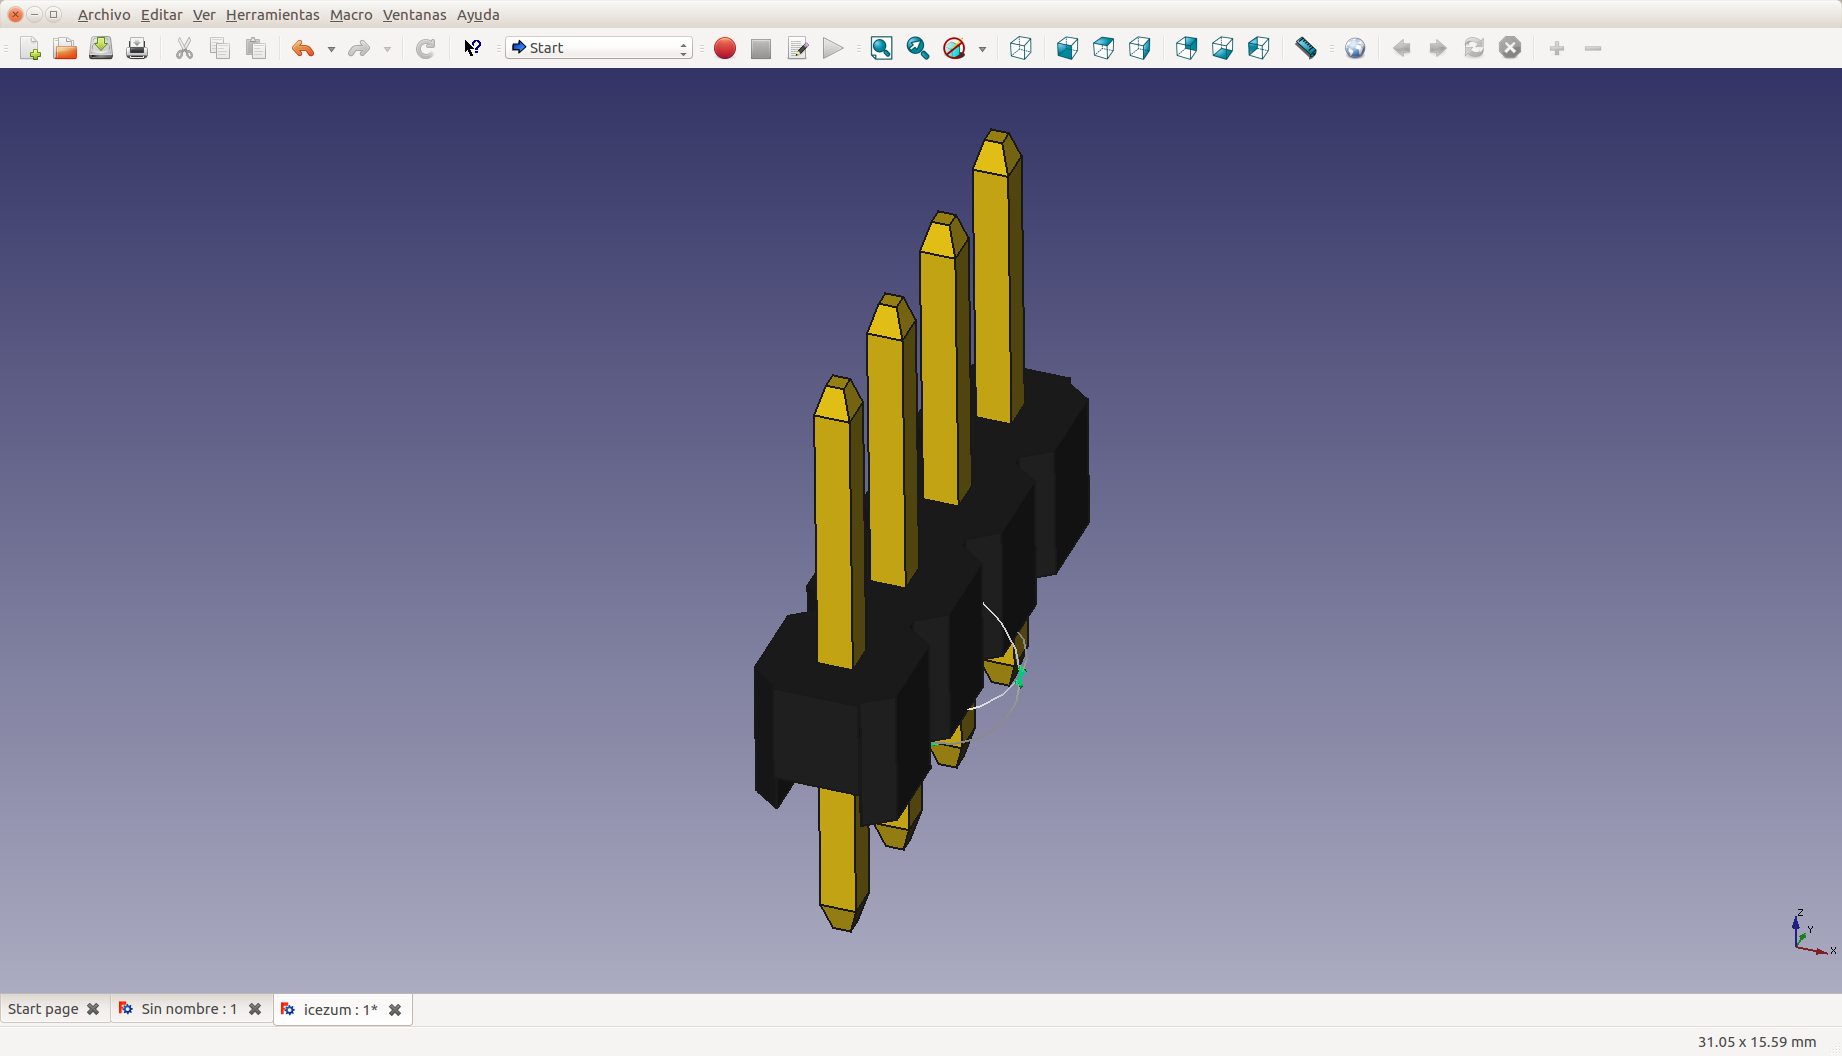 Archivo Editar Ver Herramientas Macro Ventanas Ayuda
Start
Z
Y
X
Start page Sin nombre : 1 icezum : 1*
31.05 x 15.59 mm